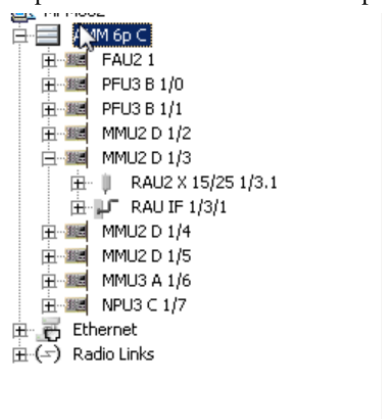 AMM 6p C
FAU2 1
PFU3 B 1/0
PFU3 B 1/1
MMU2 D 1/2
MMU2 D 1/3
RAU2 X 15/25 1/3.1
RAU IF 1/3/1
MMU2 D 1/4
MMU2 D 1/5
MMU3 A 1/6
NPU3 C 1/7
Ethernet
Radio Links